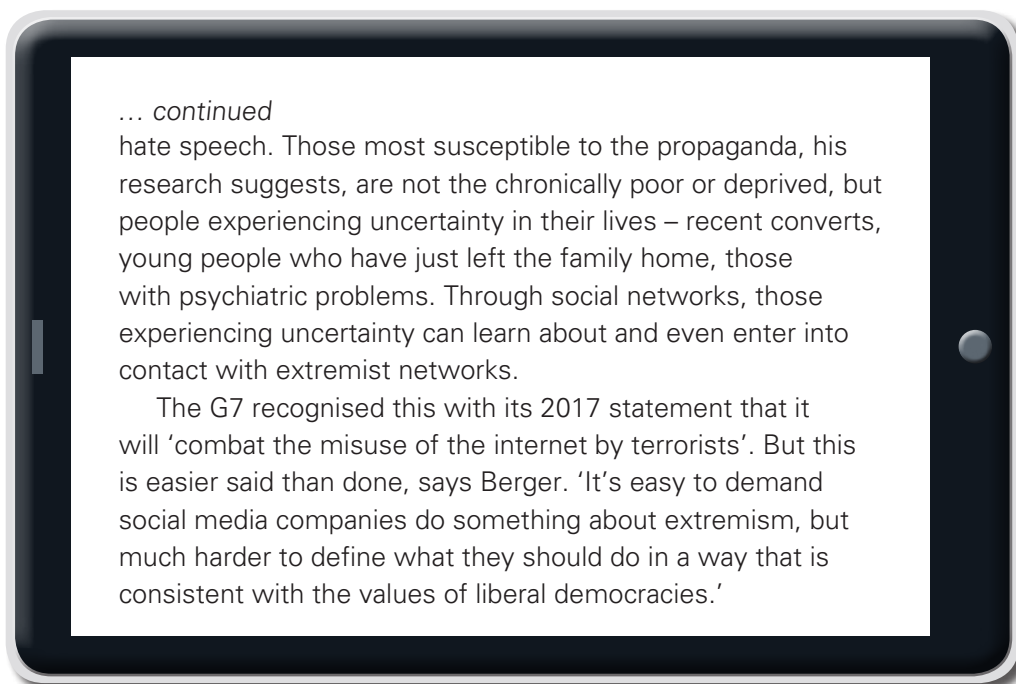 … continued
hate speech. Those most susceptible to the propaganda, his
research suggests, are not the chronically poor or deprived, but
people experiencing uncertainty in their lives – recent converts,
young people who have just left the family home, those
with psychiatric problems. Through social networks, those
experiencing uncertainty can learn about and even enter into
contact with extremist networks.
The G7 recognised this with its 2017 statement that it
will ‘combat the misuse of the internet by terrorists’. But this
is easier said than done, says Berger. ‘It’s easy to demand
social media companies do something about extremism, but
much harder to define what they should do in a way that is
consistent with the values of liberal democracies.’